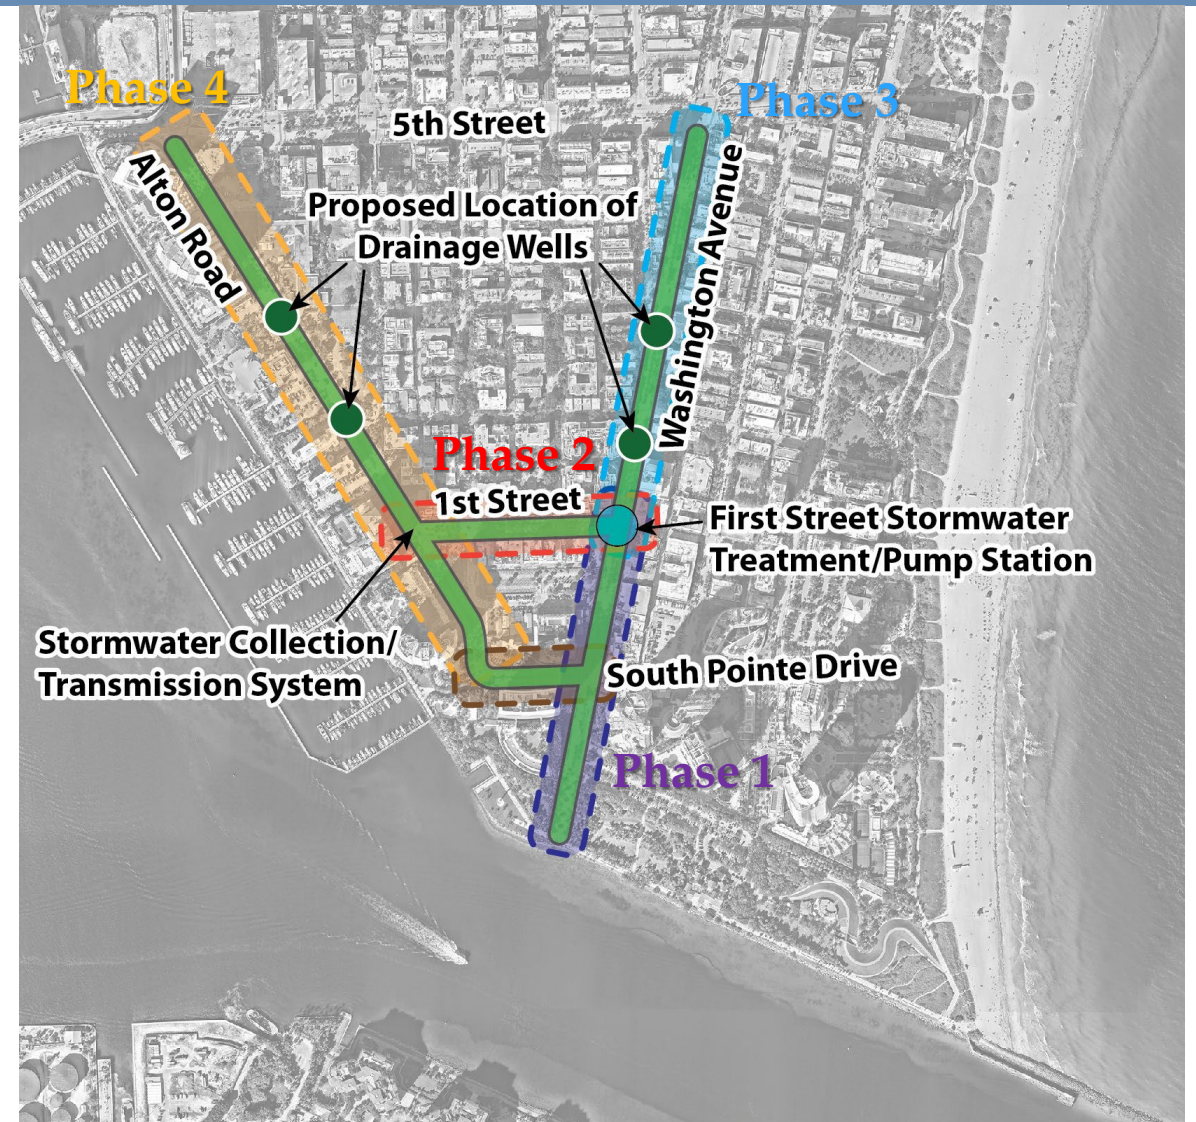 Phase 4
Phase 3
5th Street
Alton Road
Proposed Location of
Drainage Wells
Washington Avenue
Phase 2
1st Street
First Street Stormwater
Treatment/Pump Station
Stormwater Collection/
Transmission System
South Pointe Drive
Phase 1